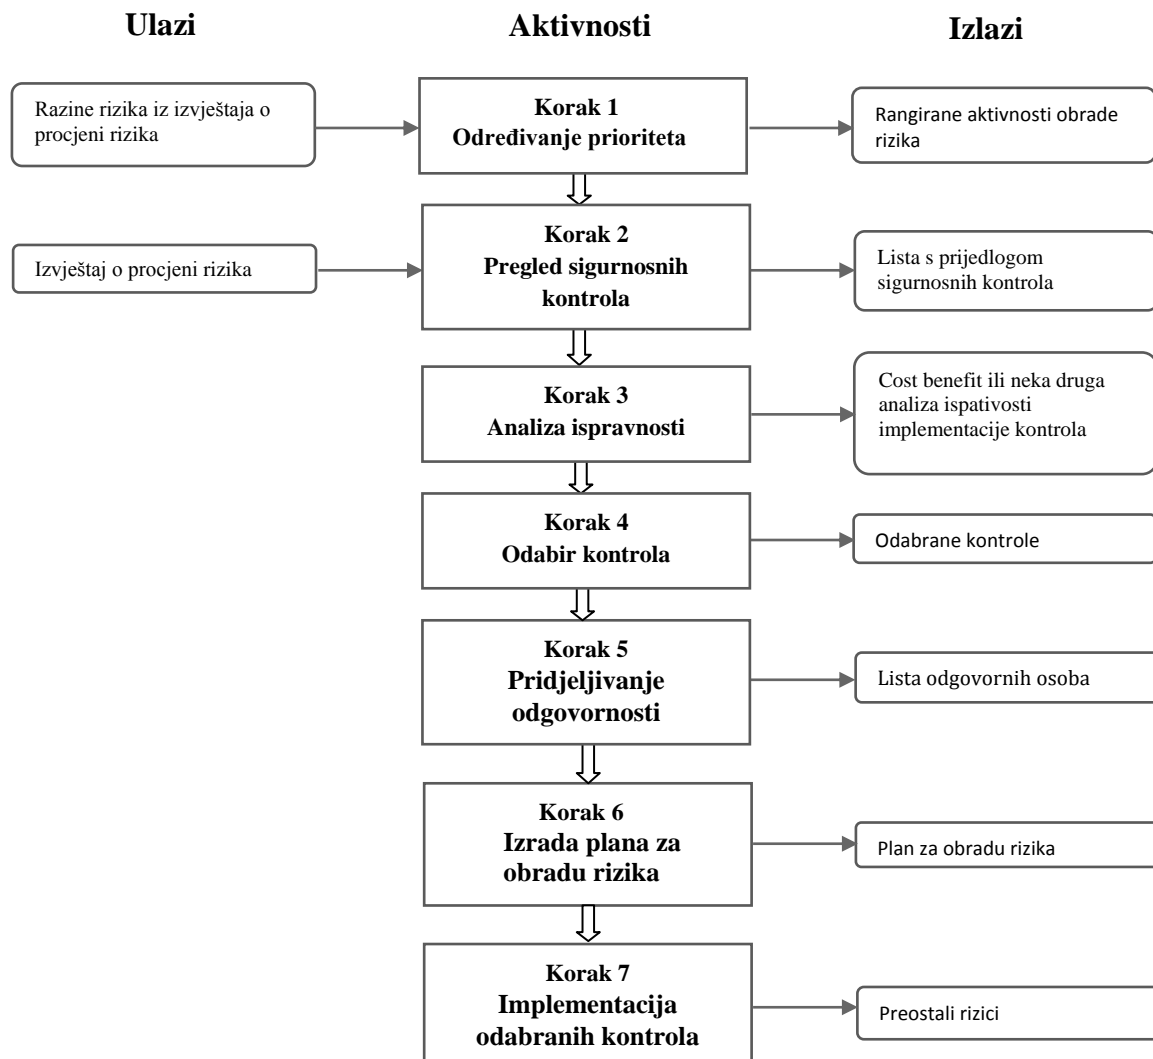 Ulazi
Aktivnosti
Izlazi
Razine rizika iz izvještaja o
procjeni rizika
Korak 1
Određivanje prioriteta
Rangirane aktivnosti obrade
rizika
Izvještaj o procjeni rizika
Korak 2
Pregled sigurnosnih
kontrola
Lista s prijedlogom
sigurnosnih kontrola
Korak 3
Analiza ispravnosti
Cost benefit ili neka druga
analiza ispativosti
implementacije kontrola
Korak 4
Odabir kontrola
Odabrane kontrole
Korak 5
Pridjeljivanje
odgovornosti
Lista odgovornih osoba
Korak 6
Izrada plana za
obradu rizika
Plan za obradu rizika
Korak 7
Implementacija
odabranih kontrola
Preostali rizici